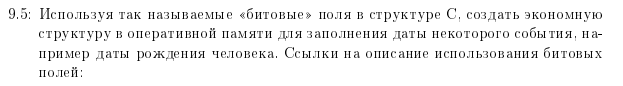 9.5: Используя так называемые «битовые» поля в структуре C, создать экономную
структуру в оперативной памяти для заполнения даты некоторого события, на-
пример даты рождения человека. Ссылки на описание использования битовых
полей: